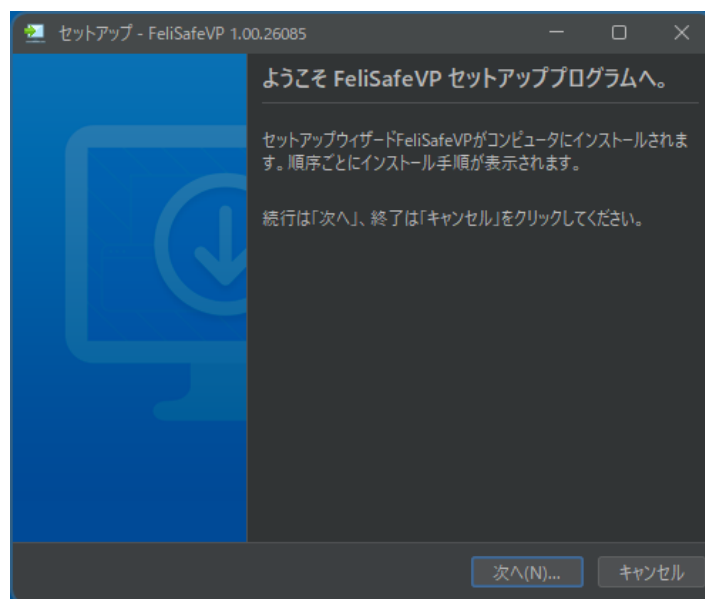 セットアップ - FeliSafeVP 1.00.26085
ようこそ FeliSafeVP セットアッププログラムへ。
セットアップウィザードFeliSafeVPがコンピュータにインストールされま
す。順序ごとにインストール手順が表示されます。
続行は「次へ」、終了は「キャンセル」をクリックしてください。
次へ(N)...
キャンセル